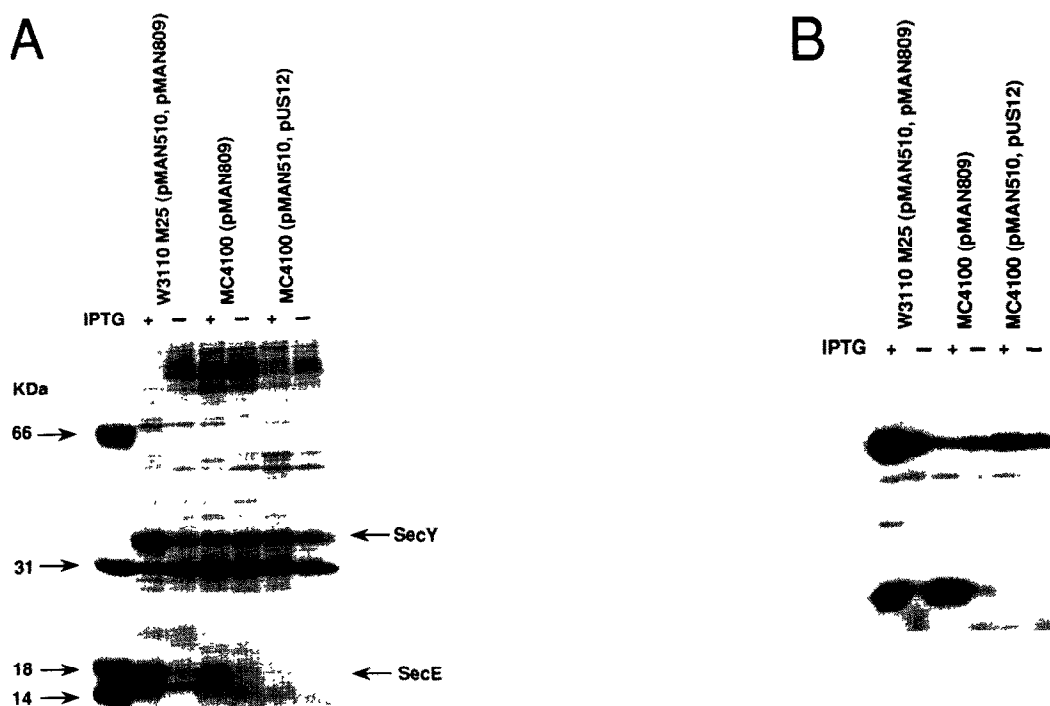 A
W3110 M25 (pMAN510, pMAN809)
MC4100 (pMAN809)
MC4100 (pMAN510, pUS12)
IPTG + − + − + −
KDa
66
SecY
31
18
SecE
14
B
W3110 M25 (pMAN510, pMAN809)
MC4100 (pMAN809)
MC4100 (pMAN510, pUS12)
IPTG + − + − + −